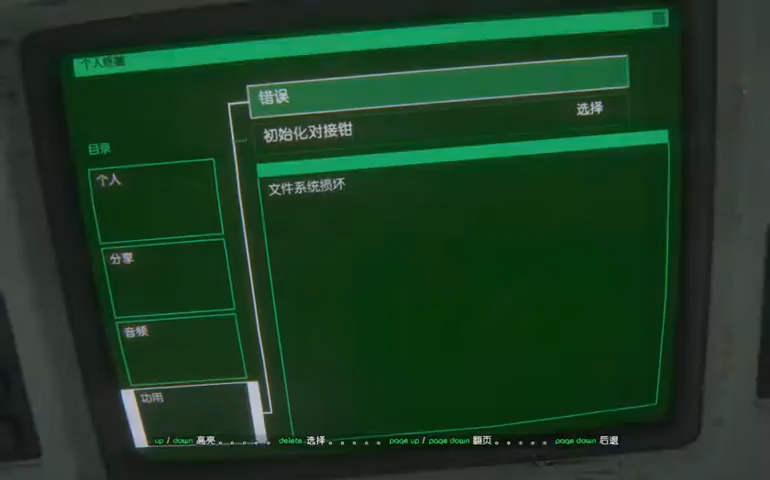 个人终端
错误
初始化对接钳 选择
目录
文件系统损坏
个人
分享
音频
功用
up / down 高亮 . . . . . delete 选择 . . . . . page up / page down 翻页 . . . . . page down 后退